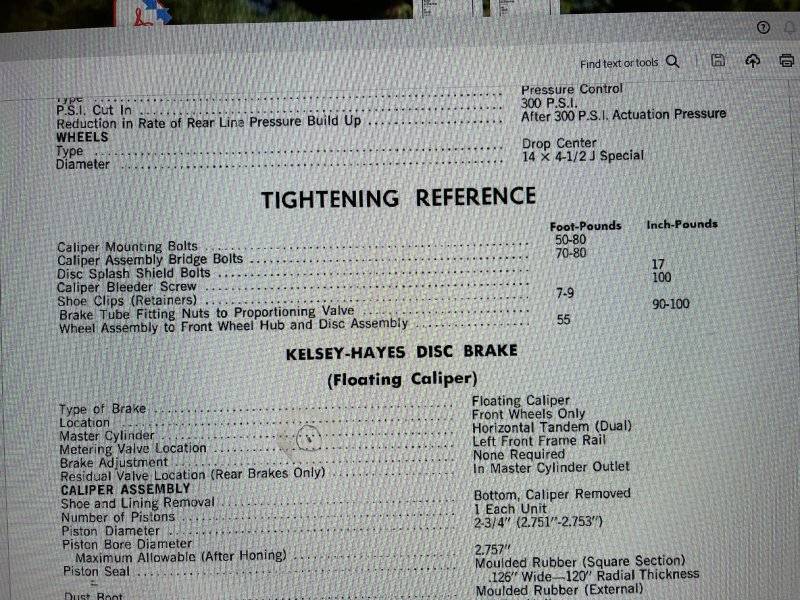 Find text or tools
Type ........ Pressure Control
P.S.I. Cut In ........ 300 P.S.I.
Reduction in Rate of Rear Line Pressure Build Up ........ After 300 P.S.I. Actuation Pressure
WHEELS
Type ........ Drop Center
Diameter ........ 14 × 4-1/2 J Special
TIGHTENING REFERENCE
Foot-Pounds Inch-Pounds
Caliper Mounting Bolts ........ 50-80
Caliper Assembly Bridge Bolts ........ 70-80
Disc Splash Shield Bolts ........ 17
Caliper Bleeder Screw ........ 100
Shoe Clips (Retainers) ........ 7-9
Brake Tube Fitting Nuts to Proportioning Valve ........ 90-100
Wheel Assembly to Front Wheel Hub and Disc Assembly ........ 55
KELSEY-HAYES DISC BRAKE
(Floating Caliper)
Type of Brake ........ Floating Caliper
Location ........ Front Wheels Only
Master Cylinder ........ Horizontal Tandem (Dual)
Metering Valve Location ........ Left Front Frame Rail
Brake Adjustment ........ None Required
Residual Valve Location (Rear Brakes Only) ........ In Master Cylinder Outlet
CALIPER ASSEMBLY
Shoe and Lining Removal ........ Bottom, Caliper Removed
Number of Pistons ........ 1 Each Unit
Piston Diameter ........ 2-3/4" (2.751"-2.753")
Piston Bore Diameter
Maximum Allowable (After Honing) ........ 2.757"
Piston Seal ........ Moulded Rubber (Square Section)
.126" Wide—120" Radial Thickness
Dust Boot Moulded Rubber (External)